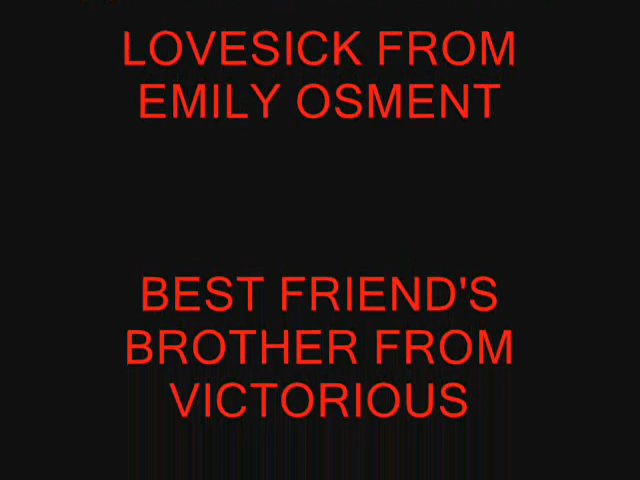 LOVESICK FROM
EMILY OSMENT
BEST FRIEND'S
BROTHER FROM
VICTORIOUS